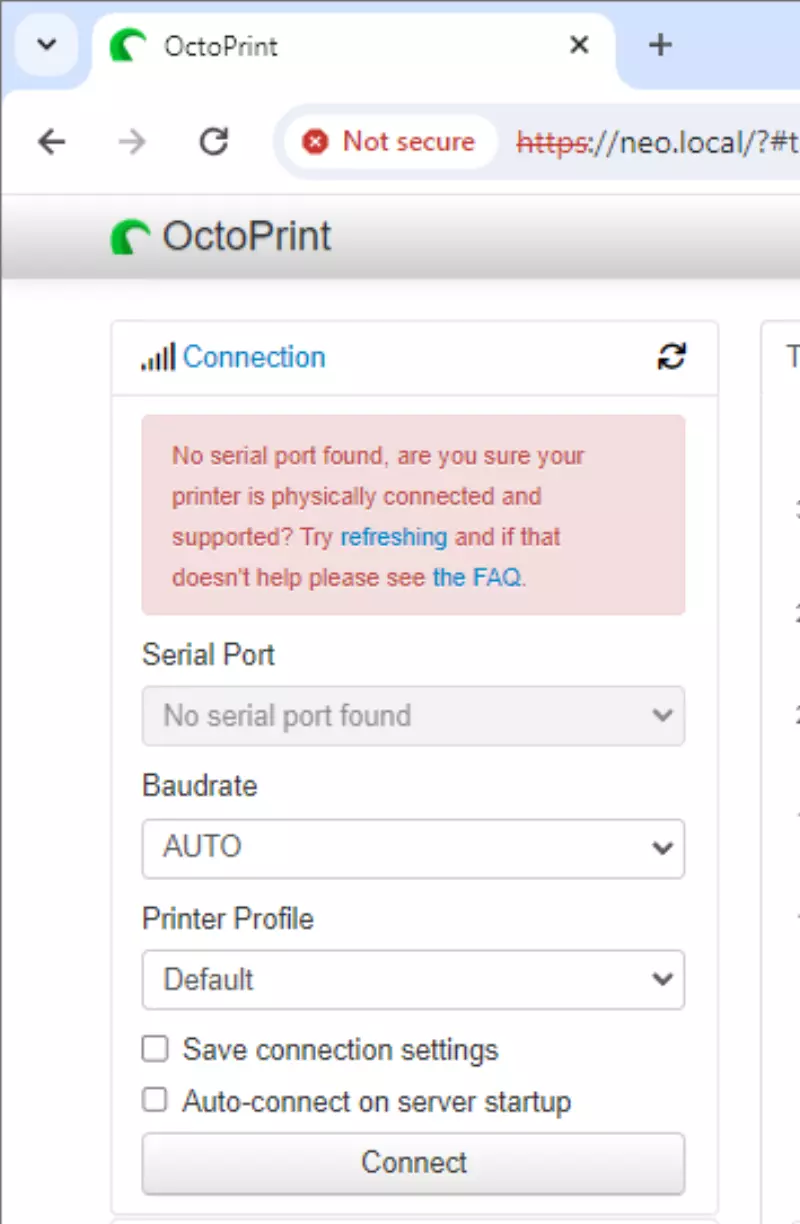 OctoPrint
Not secure https://neo.local/?#t
OctoPrint
Connection
T
No serial port found, are you sure your
printer is physically connected and
supported? Try refreshing and if that
doesn't help please see the FAQ.
Serial Port
No serial port found
Baudrate
AUTO
Printer Profile
Default
Save connection settings
Auto-connect on server startup
Connect